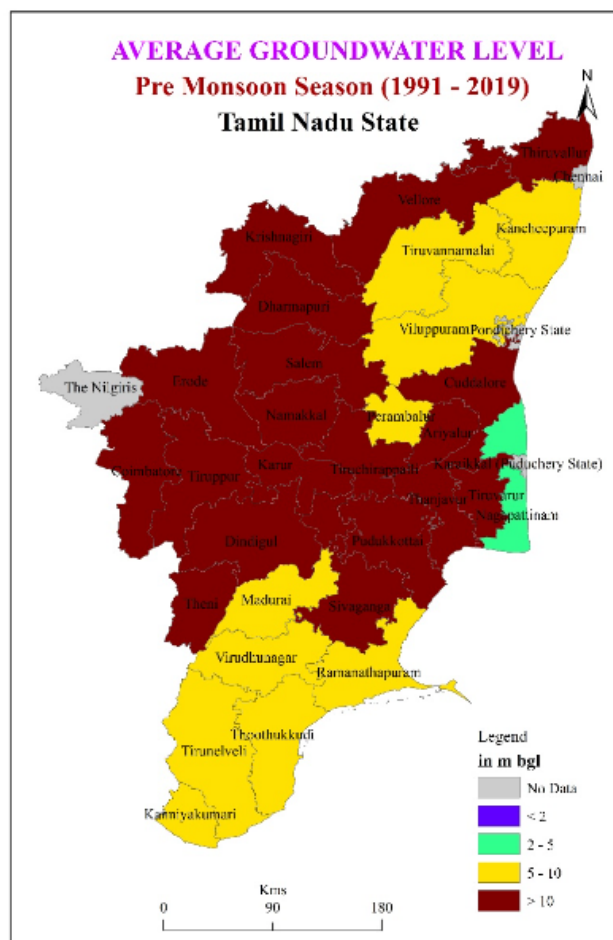 AVERAGE GROUNDWATER LEVEL
Pre Monsoon Season (1991 - 2019)
Tamil Nadu State
N
Thiruvallur
Chennai
Vellore
Kancheepuram
Krishnagiri
Tiruvannamalai
Dharmapuri
Viluppuram
Pondichery State
Salem
The Nilgiris
Erode
Cuddalore
Namakkal
Perambalur
Ariyalur
Karaikkal (Puduchery State)
Coimbatore
Tiruppur
Karur
Tiruchirapalli
Thanjavur
Tiruvarur
Nagapattinam
Dindigul
Pudukkottai
Theni
Madurai
Sivaganga
Virudhunagar
Ramanathapuram
Thoothukkudi
Tirunelveli
Kanniyakumari
Legend
in m bgl
No Data
< 2
2 - 5
5 - 10
> 10
Kms
0 90 180